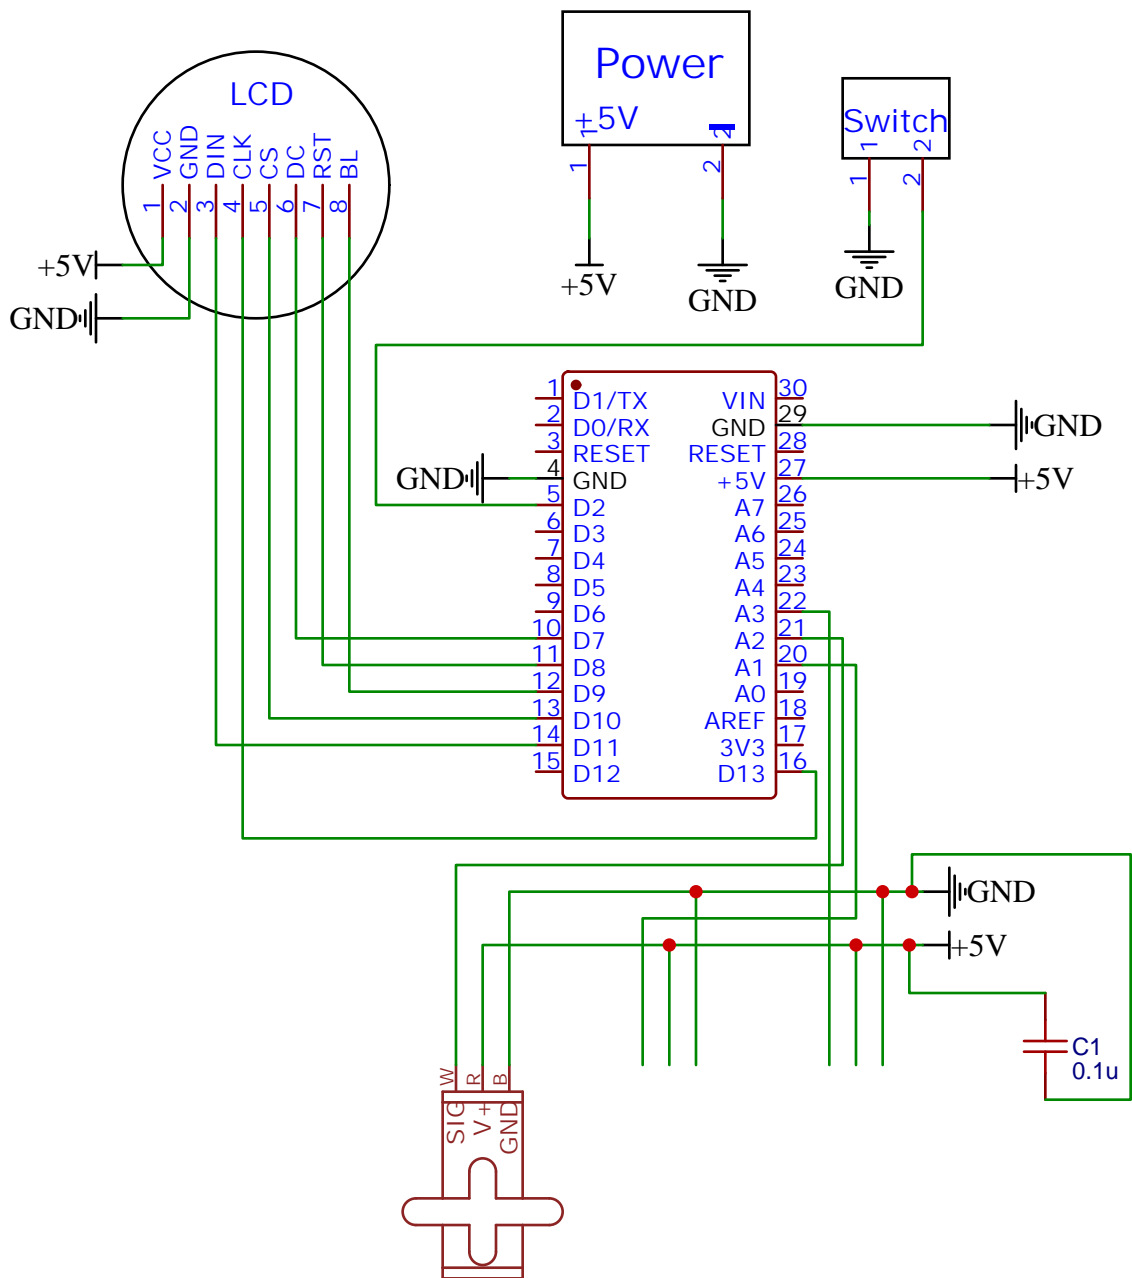 LCD
VCC
GND
DIN
CLK
CS
DC
RST
BL
1
2
3
4
5
6
7
8
+5V
GND
Power
+5V
1
2
1
2
+5V
GND
Switch
1
2
1
2
GND
1 D1/TX
2 D0/RX
3 RESET
GND 4 GND
5 D2
6 D3
7 D4
8 D5
9 D6
10 D7
11 D8
12 D9
13 D10
14 D11
15 D12
VIN 30
GND 29 GND
RESET 28
+5V 27 +5V
A7 26
A6 25
A5 24
A4 23
A3 22
A2 21
A1 20
A0 19
AREF 18
3V3 17
D13 16
GND
+5V
C1
0.1u
W
R
B
SIG
V+
GND